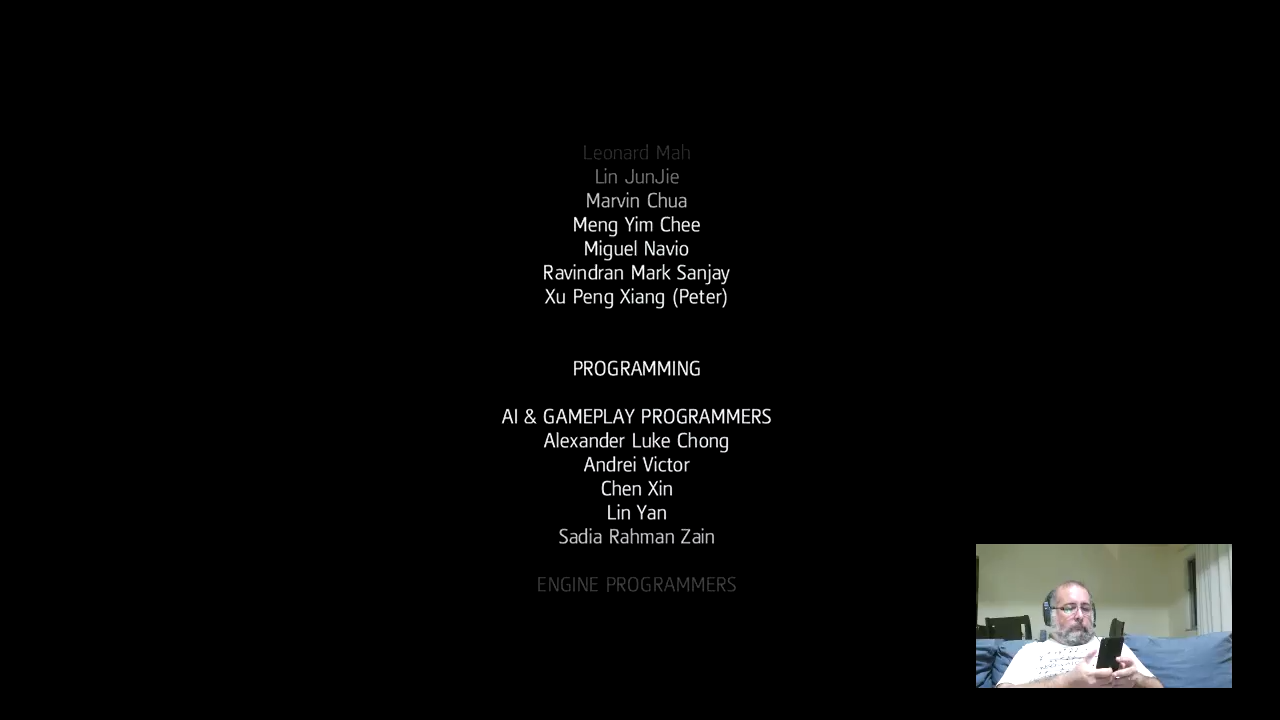 Leonard Mah
Lin JunJie
Marvin Chua
Meng Yim Chee
Miguel Navio
Ravindran Mark Sanjay
Xu Peng Xiang (Peter)
PROGRAMMING
AI & GAMEPLAY PROGRAMMERS
Alexander Luke Chong
Andrei Victor
Chen Xin
Lin Yan
Sadia Rahman Zain
ENGINE PROGRAMMERS